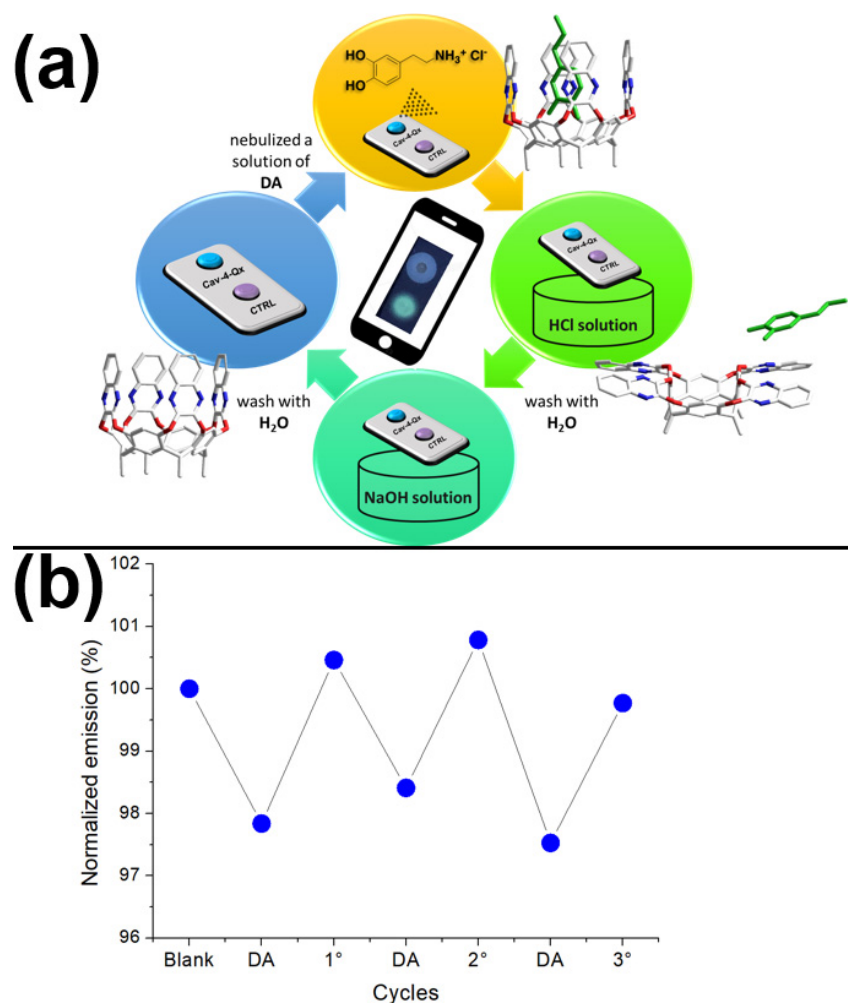 (a)
HO
HO
NH₃⁺ Cl⁻
Cav-4-Qx
CTRL
nebulized a
solution of
DA
Cav-4-Qx
CTRL
Cav-4-Qx
CTRL
HCl solution
wash with
H₂O
wash with
H₂O
Cav-4-Qx
CTRL
NaOH solution
(b)
102
101
100
99
98
97
96
Normalized emission (%)
Blank DA 1° DA 2° DA 3°
Cycles